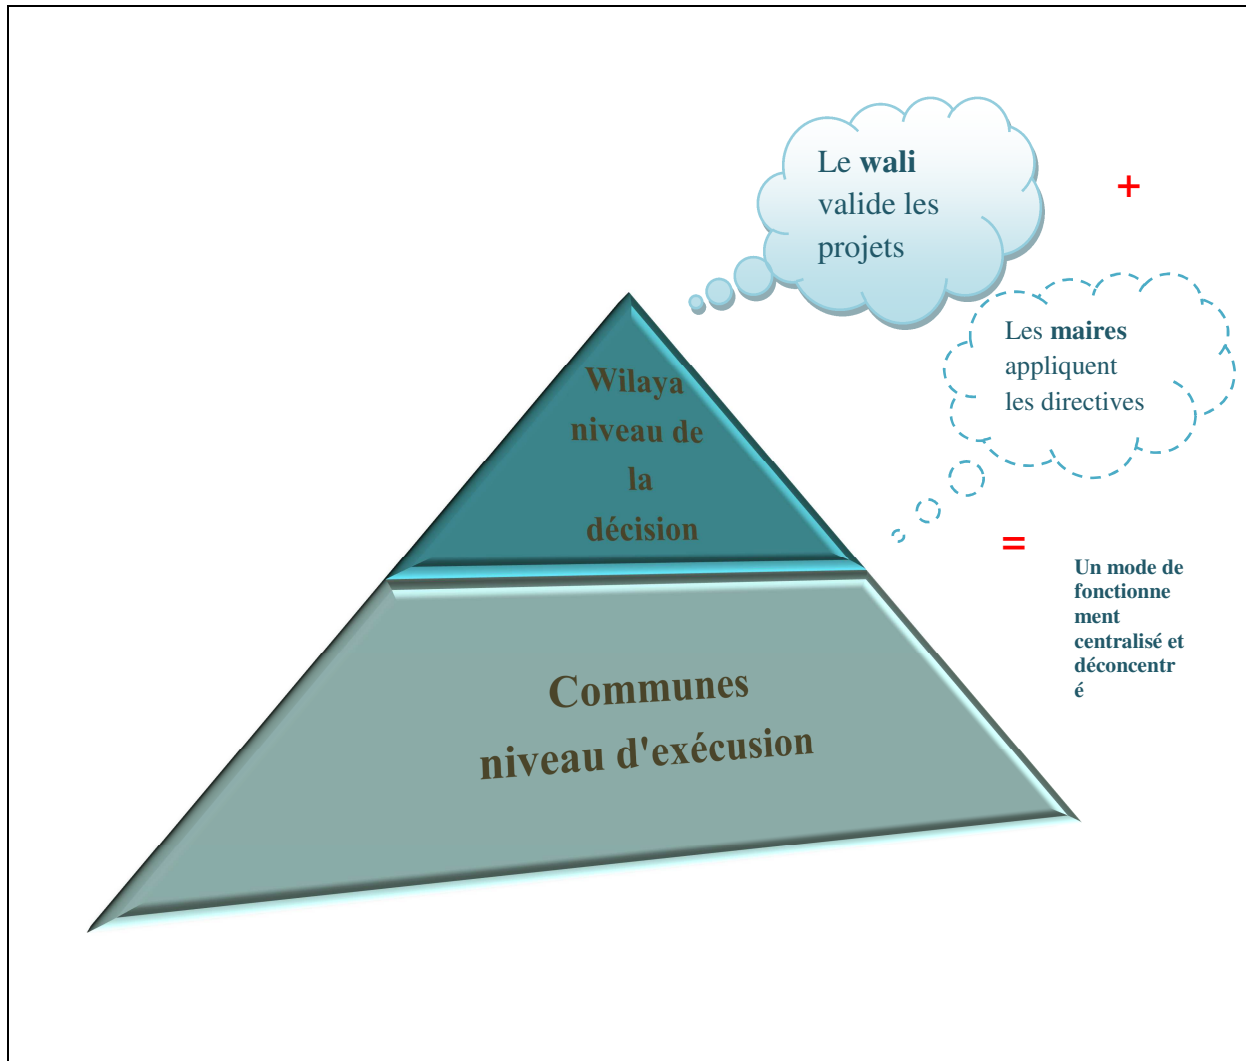 Le wali
valide les
projets
+
Les maires
appliquent
les directives
=
Un mode de
fonctionne
ment
centralisé et
déconcentr
é
Wilaya
niveau de
la
décision
Communes
niveau d'exécusion